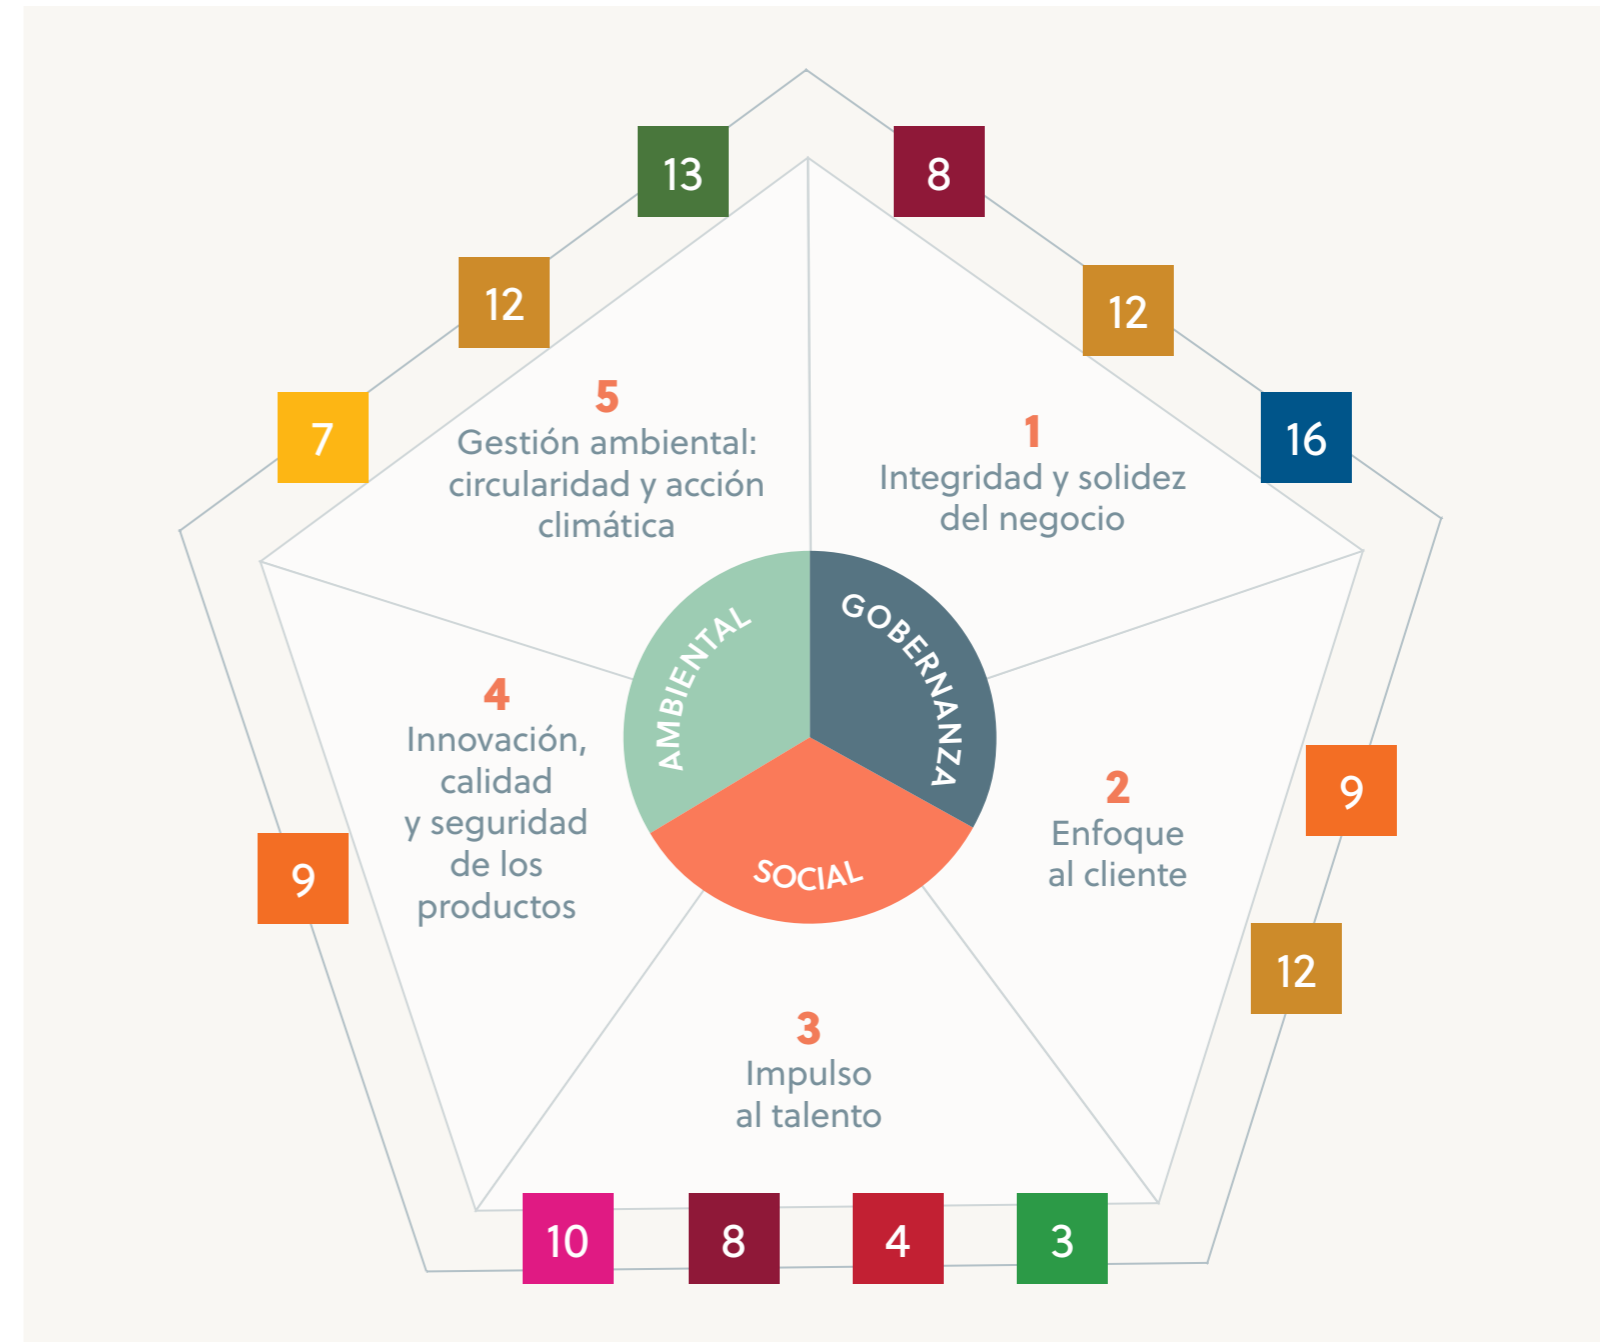 13
8
12
12
7
16
5
Gestión ambiental:
circularidad y acción
climática
1
Integridad y solidez
del negocio
AMBIENTAL
GOBERNANZA
SOCIAL
4
Innovación,
calidad
y seguridad
de los
productos
2
Enfoque
al cliente
9
9
12
3
Impulso
al talento
10
8
4
3